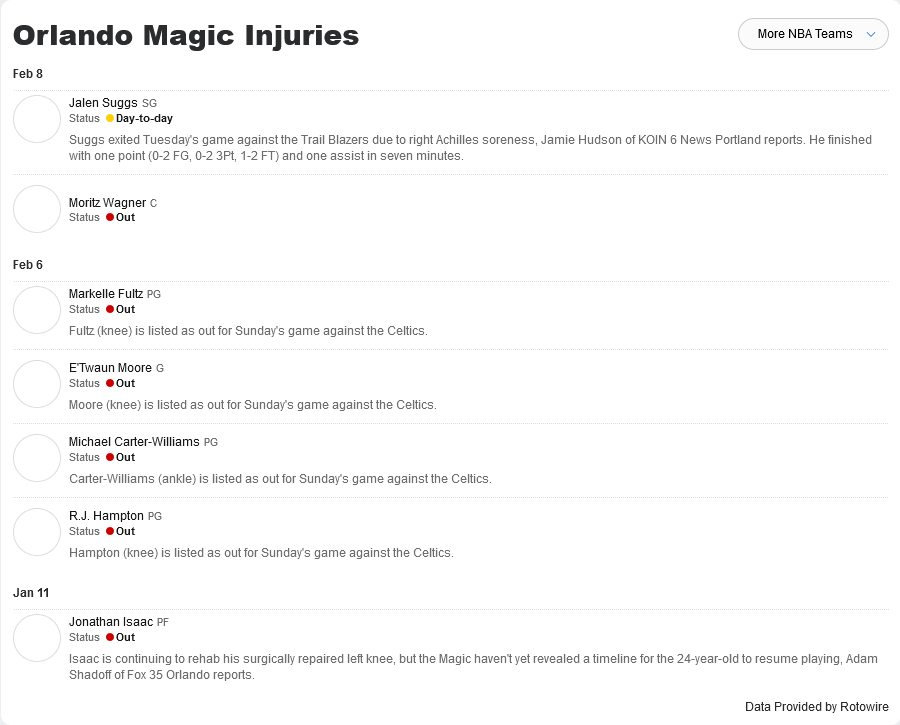 Orlando Magic Injuries
More NBA Teams
Feb 8
Jalen Suggs SG
Status Day-to-day
Suggs exited Tuesday's game against the Trail Blazers due to right Achilles soreness, Jamie Hudson of KOIN 6 News Portland reports. He finished
with one point (0-2 FG, 0-2 3Pt, 1-2 FT) and one assist in seven minutes.
Moritz Wagner C
Status Out
Feb 6
Markelle Fultz PG
Status Out
Fultz (knee) is listed as out for Sunday's game against the Celtics.
E'Twaun Moore G
Status Out
Moore (knee) is listed as out for Sunday's game against the Celtics.
Michael Carter-Williams PG
Status Out
Carter-Williams (ankle) is listed as out for Sunday's game against the Celtics.
R.J. Hampton PG
Status Out
Hampton (knee) is listed as out for Sunday's game against the Celtics.
Jan 11
Jonathan Isaac PF
Status Out
Isaac is continuing to rehab his surgically repaired left knee, but the Magic haven't yet revealed a timeline for the 24-year-old to resume playing, Adam
Shadoff of Fox 35 Orlando reports.
Data Provided by Rotowire